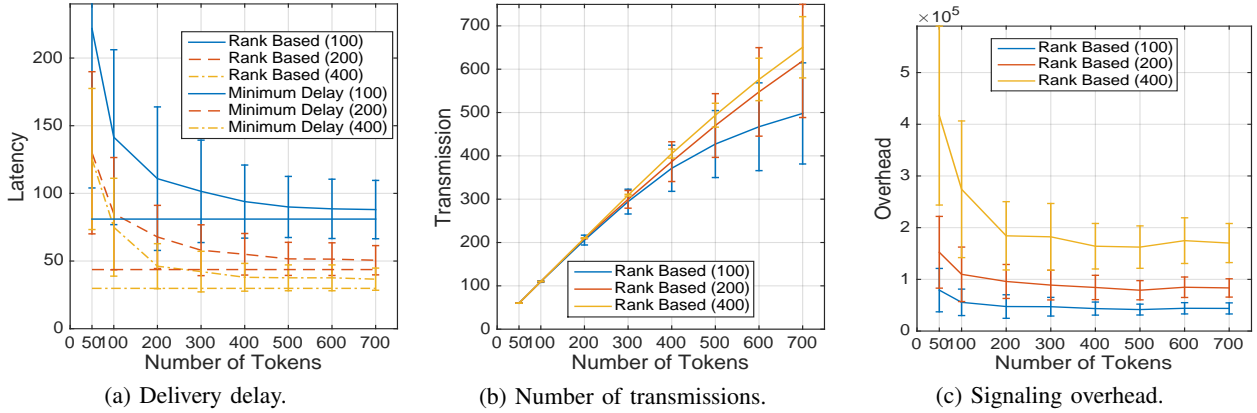 200
150
100
50
0
Latency
Rank Based (100)
Rank Based (200)
Rank Based (400)
Minimum Delay (100)
Minimum Delay (200)
Minimum Delay (400)
0 50 100 200 300 400 500 600 700
Number of Tokens
(a) Delivery delay.
700
600
500
400
300
200
100
0
Transmission
Rank Based (100)
Rank Based (200)
Rank Based (400)
0 50 100 200 300 400 500 600 700
Number of Tokens
(b) Number of transmissions.
×10⁵
5
4
3
2
1
0
Overhead
Rank Based (100)
Rank Based (200)
Rank Based (400)
0 50 100 200 300 400 500 600 700
Number of Tokens
(c) Signaling overhead.